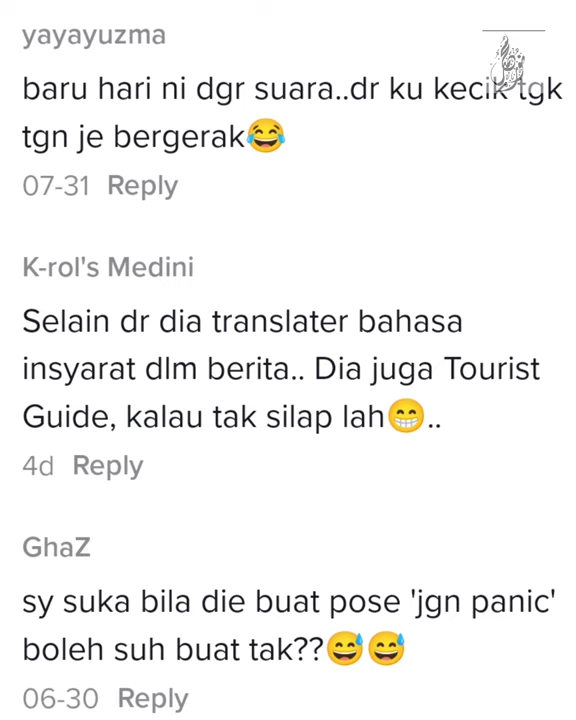 yayayuzma
baru hari ni dgr suara..dr ku kecik tgk
tgn je bergerak😂
07-31 Reply
K-rol's Medini
Selain dr dia translater bahasa
insyarat dlm berita.. Dia juga Tourist
Guide, kalau tak silap lah😁..
4d Reply
GhaZ
sy suka bila die buat pose 'jgn panic'
boleh suh buat tak??😅😅
06-30 Reply